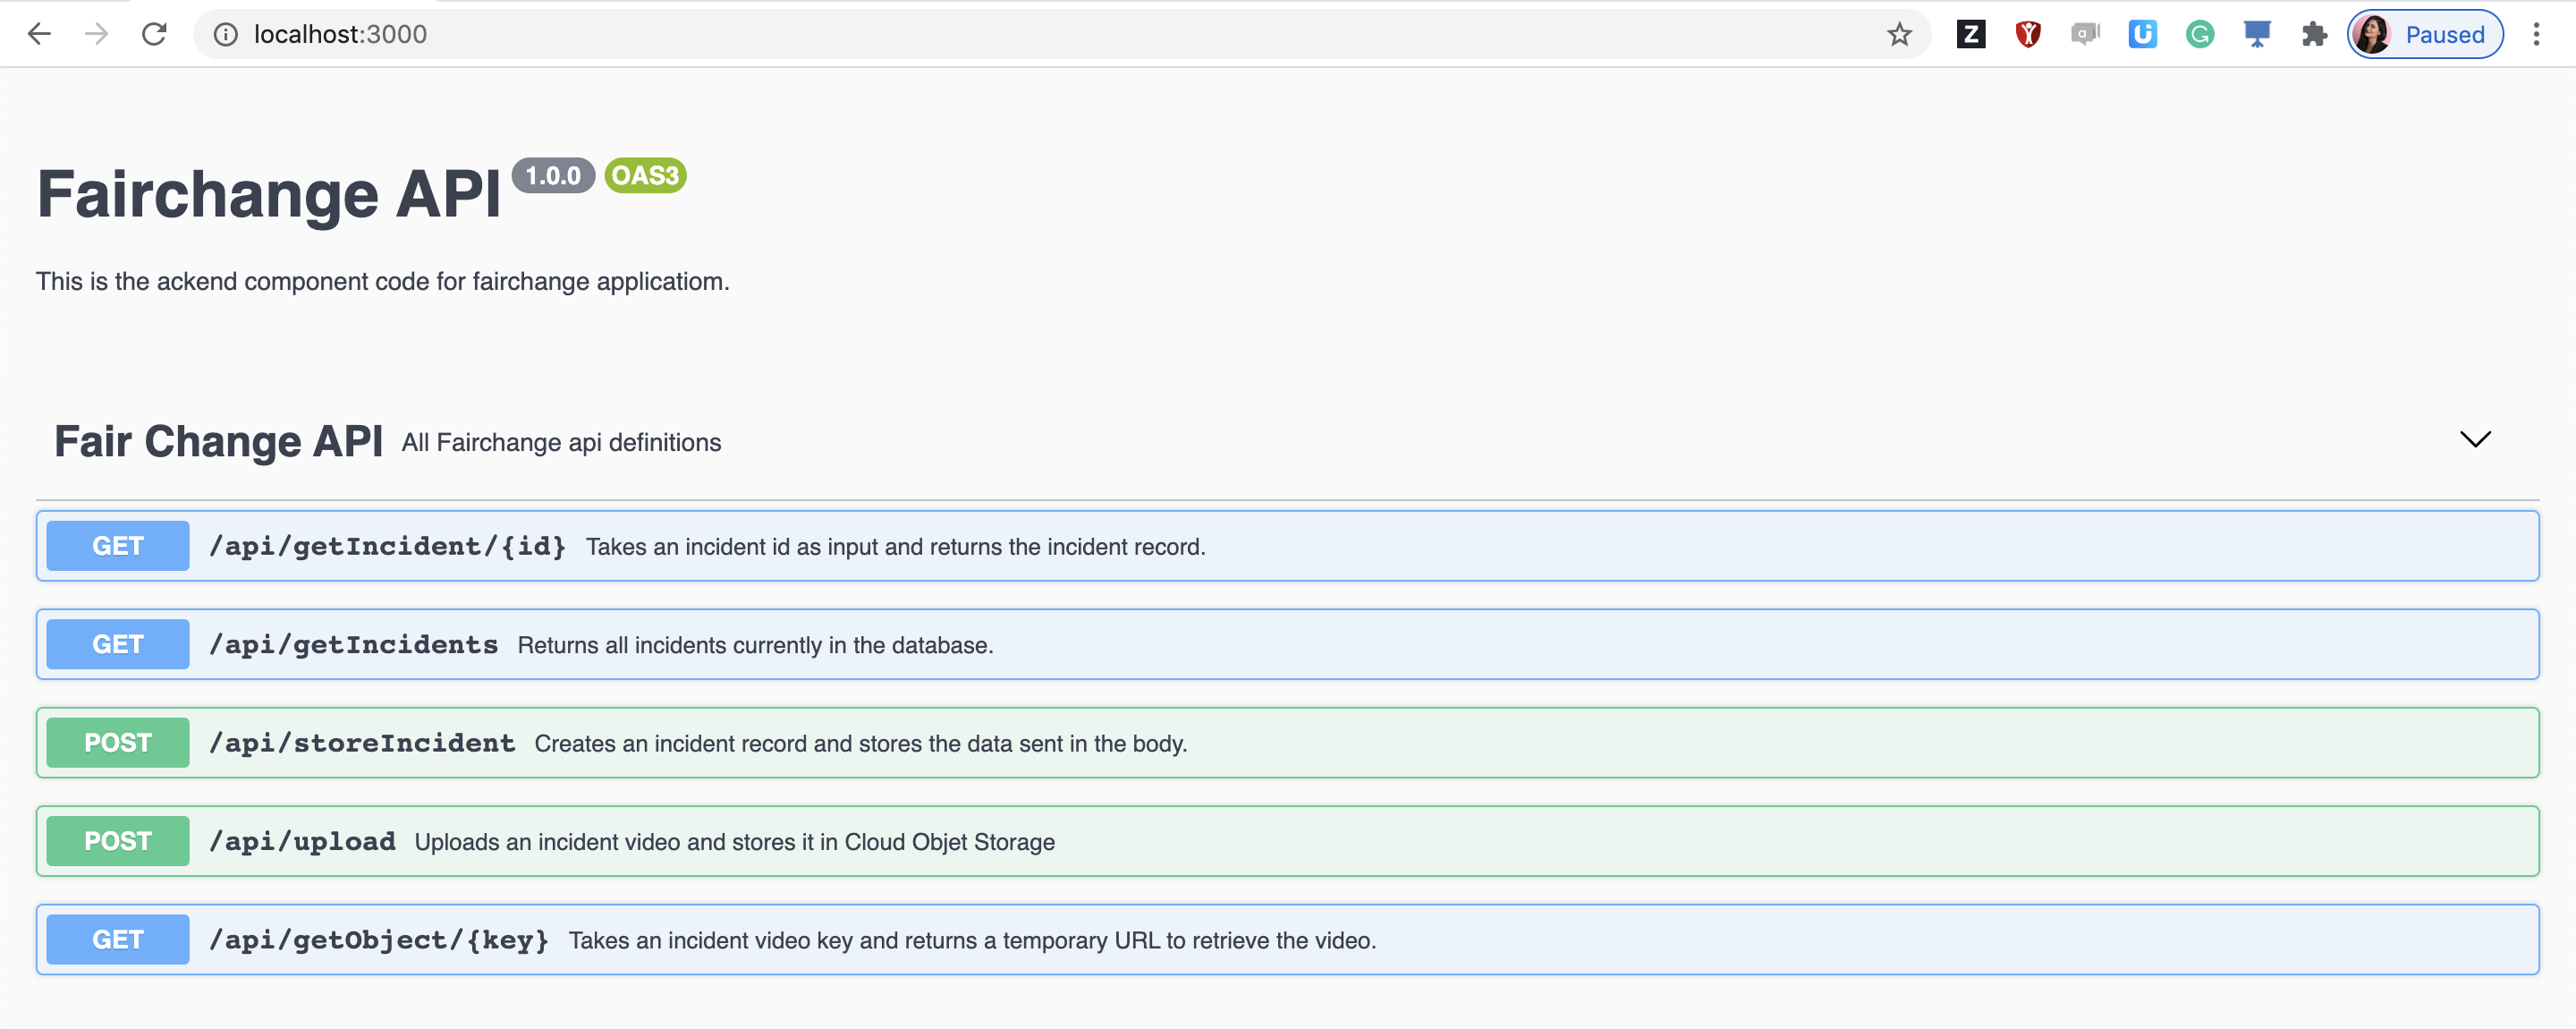 localhost:3000
Z
a
G
Paused
Fairchange API 1.0.0 OAS3
This is the ackend component code for fairchange applicatiom.
Fair Change API All Fairchange api definitions
GET /api/getIncident/{id} Takes an incident id as input and returns the incident record.
GET /api/getIncidents Returns all incidents currently in the database.
POST /api/storeIncident Creates an incident record and stores the data sent in the body.
POST /api/upload Uploads an incident video and stores it in Cloud Objet Storage
GET /api/getObject/{key} Takes an incident video key and returns a temporary URL to retrieve the video.